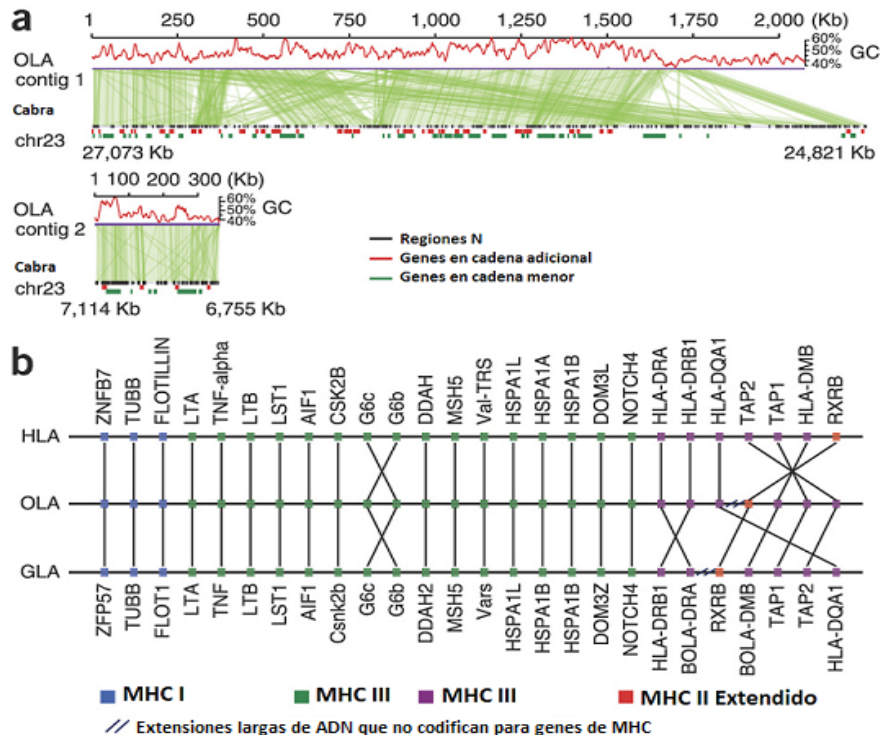 a
1 250 500 750 1,000 1,250 1,500 1,750 2,000 (Kb)
OLA
contig 1
60%
50%
40%
GC
Cabra
chr23
27,073 Kb 24,821 Kb
1 100 200 300 (Kb)
OLA
contig 2
60%
50%
40%
GC
Cabra
chr23
7,114 Kb 6,755 Kb
Regiones N
Genes en cadena adicional
Genes en cadena menor
b
ZNFB7 TUBB FLOTILLIN LTA TNF-alpha LTB LST1 AIF1 CSK2B G6c G6b DDAH MSH5 Val-TRS HSPA1L HSPA1A HSPA1B DOM3L NOTCH4 HLA-DRA HLA-DRB1 HLA-DQA1 TAP2 TAP1 HLA-DMB RXRB
HLA
OLA
GLA
ZFP57 TUBB FLOT1 LTA TNF LTB LST1 AIF1 Csnk2b G6c G6b DDAH2 MSH5 Vars HSPA1L HSPA1B HSPA1B DOM3Z NOTCH4 HLA-DRB1 BOLA-DRA RXRB BOLA-DMB TAP1 TAP2 HLA-DQA1
MHC I MHC III MHC III MHC II Extendido
// Extensiones largas de ADN que no codifican para genes de MHC